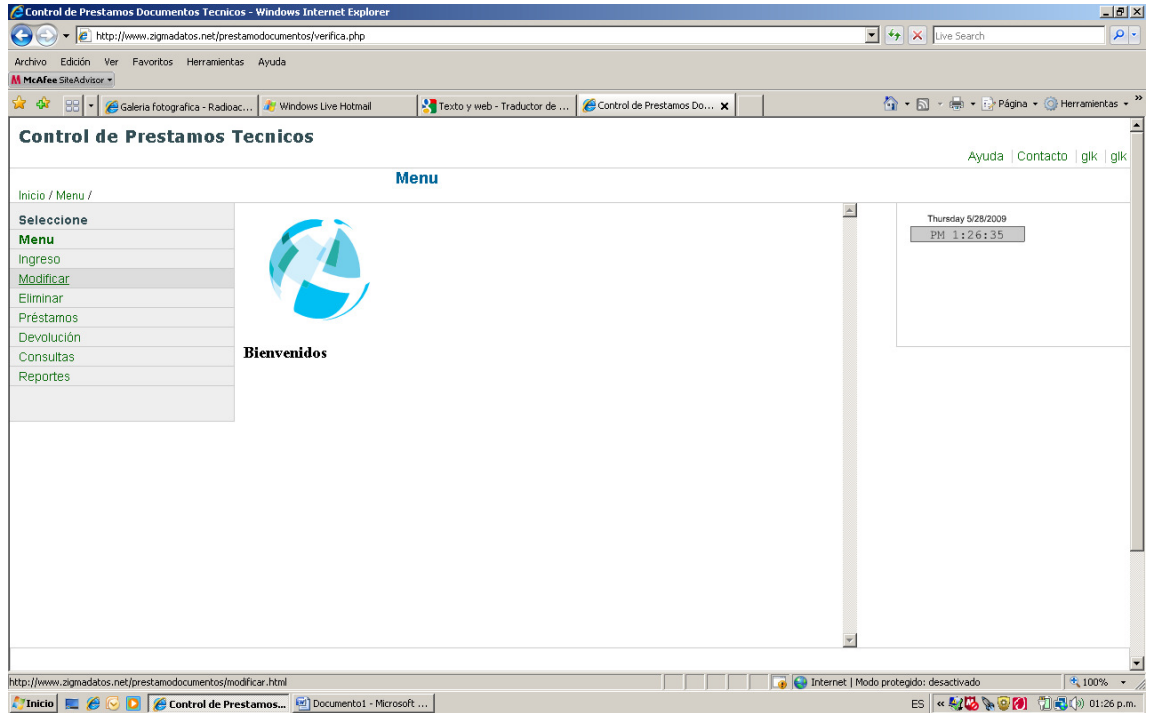 Control de Prestamos Documentos Tecnicos - Windows Internet Explorer
http://www.zigmadatos.net/prestamodocumentos/verifica.php
Live Search
Archivo Edición Ver Favoritos Herramientas Ayuda
McAfee SiteAdvisor
Galeria fotografica - Radioac...
Windows Live Hotmail
Texto y web - Traductor de ...
Control de Prestamos Do...
Página
Herramientas
Control de Prestamos Tecnicos
Ayuda | Contacto | glk | glk
Menu
Inicio / Menu /
Seleccione
Menu
Ingreso
Modificar
Eliminar
Préstamos
Devolución
Consultas
Reportes
Bienvenidos
Thursday 5/28/2009
PM 1:26:35
http://www.zigmadatos.net/prestamodocumentos/modificar.html
Internet | Modo protegido: desactivado
100%
Inicio
Control de Prestamos...
Documento1 - Microsoft ...
ES
01:26 p.m.